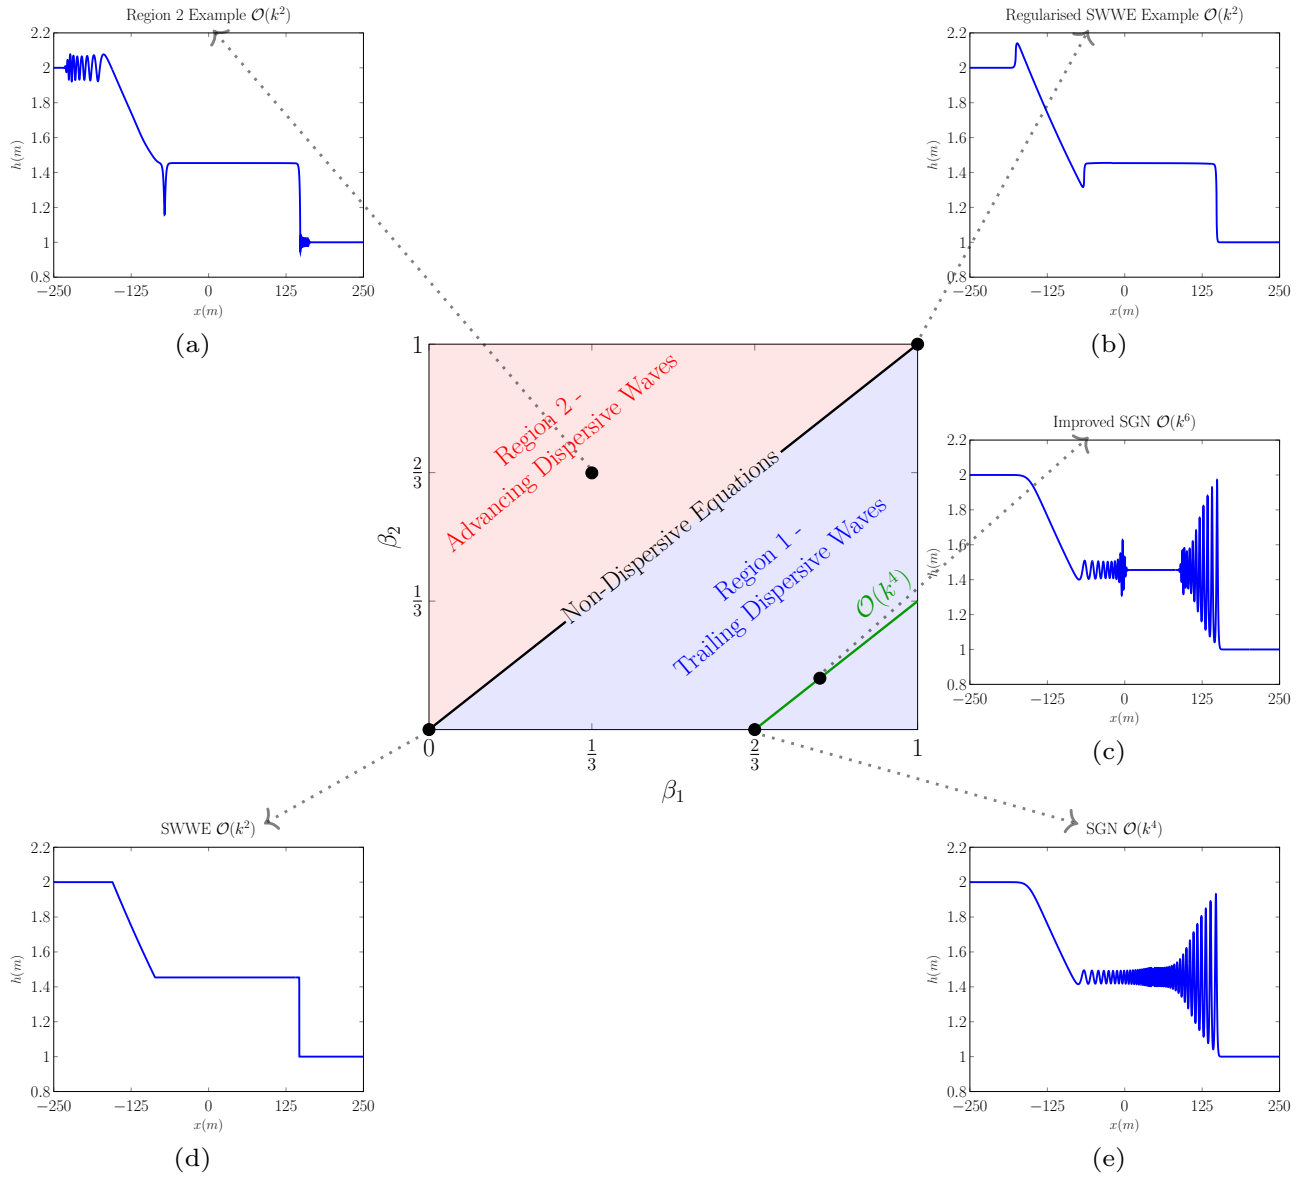 Region 2 Example 𝒪(k²)
2.2
2
1.8
1.6
1.4
1.2
1
0.8
h(m)
−250 −125 0 125 250
x(m)
(a)
Regularised SWWE Example 𝒪(k²)
2.2
2
1.8
1.6
1.4
1.2
1
0.8
h(m)
−250 −125 0 125 250
x(m)
(b)
1
2/3
1/3
β₂
Region 2 -
Advancing Dispersive Waves
Non-Dispersive Equations
Region 1 -
Trailing Dispersive Waves
𝒪(k⁴)
0 1/3 2/3 1
β₁
Improved SGN 𝒪(k⁶)
2.2
2
1.8
1.6
1.4
1.2
1
0.8
h(m)
−250 −125 0 125 250
x(m)
(c)
SWWE 𝒪(k²)
2.2
2
1.8
1.6
1.4
1.2
1
0.8
h(m)
−250 −125 0 125 250
x(m)
(d)
SGN 𝒪(k⁴)
2.2
2
1.8
1.6
1.4
1.2
1
0.8
h(m)
−250 −125 0 125 250
x(m)
(e)